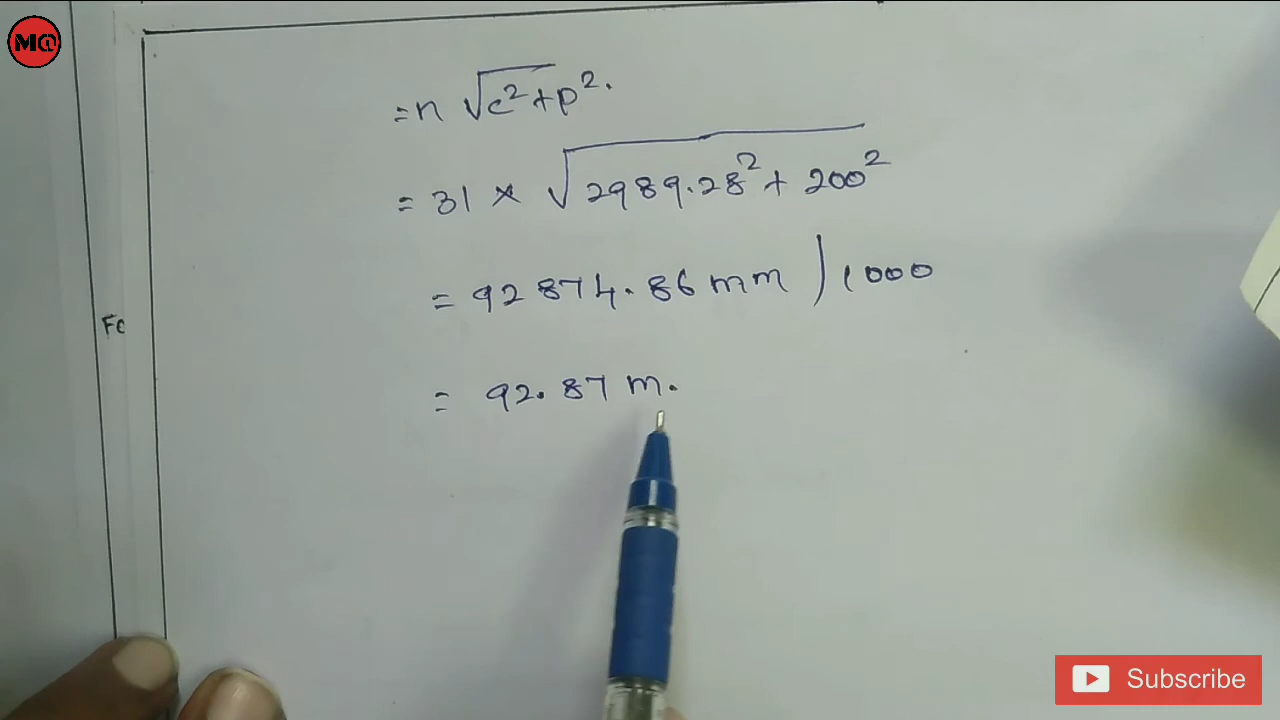 M@
=n √c²+p².
= 31 × √2989.28²+ 200²
= 92874.86 mm / 1000
Fc
= 92.87 m.
Subscribe